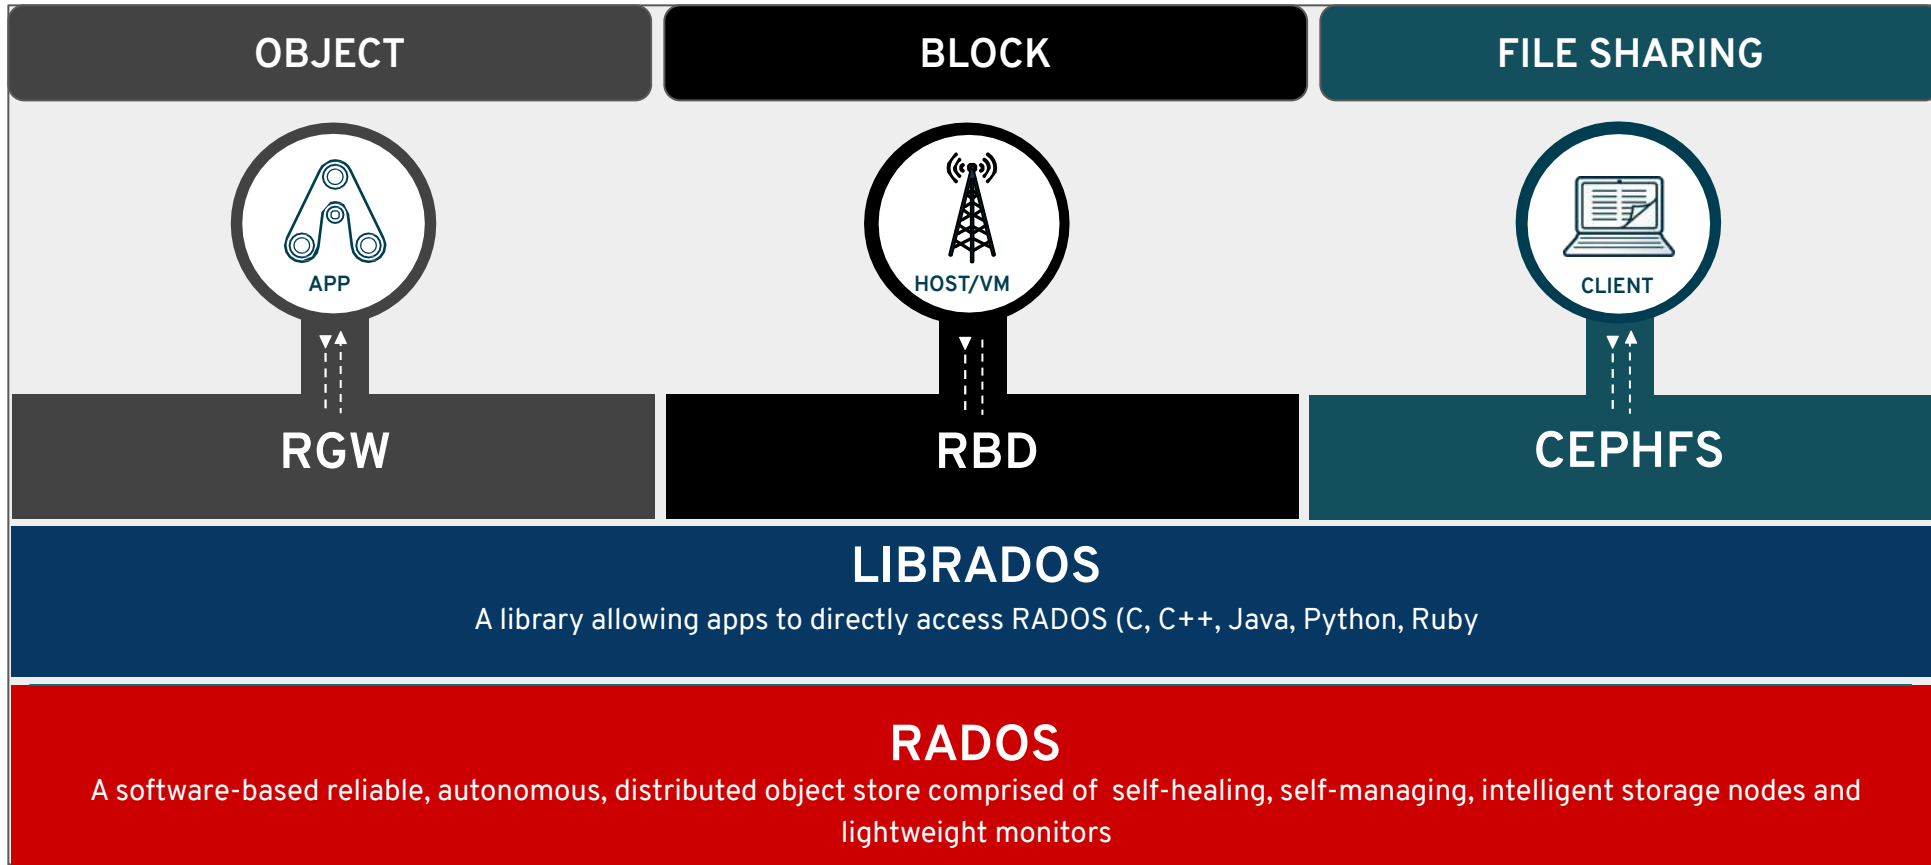 OBJECT
BLOCK
FILE SHARING
APP
HOST/VM
CLIENT
RGW
RBD
CEPHFS
LIBRADOS
A library allowing apps to directly access RADOS (C, C++, Java, Python, Ruby
RADOS
A software-based reliable, autonomous, distributed object store comprised of self-healing, self-managing, intelligent storage nodes and
lightweight monitors